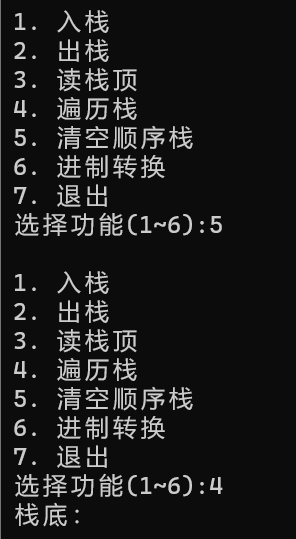 1. 入栈
2. 出栈
3. 读栈顶
4. 遍历栈
5. 清空顺序栈
6. 进制转换
7. 退出
选择功能(1~6):5
1. 入栈
2. 出栈
3. 读栈顶
4. 遍历栈
5. 清空顺序栈
6. 进制转换
7. 退出
选择功能(1~6):4
栈底: